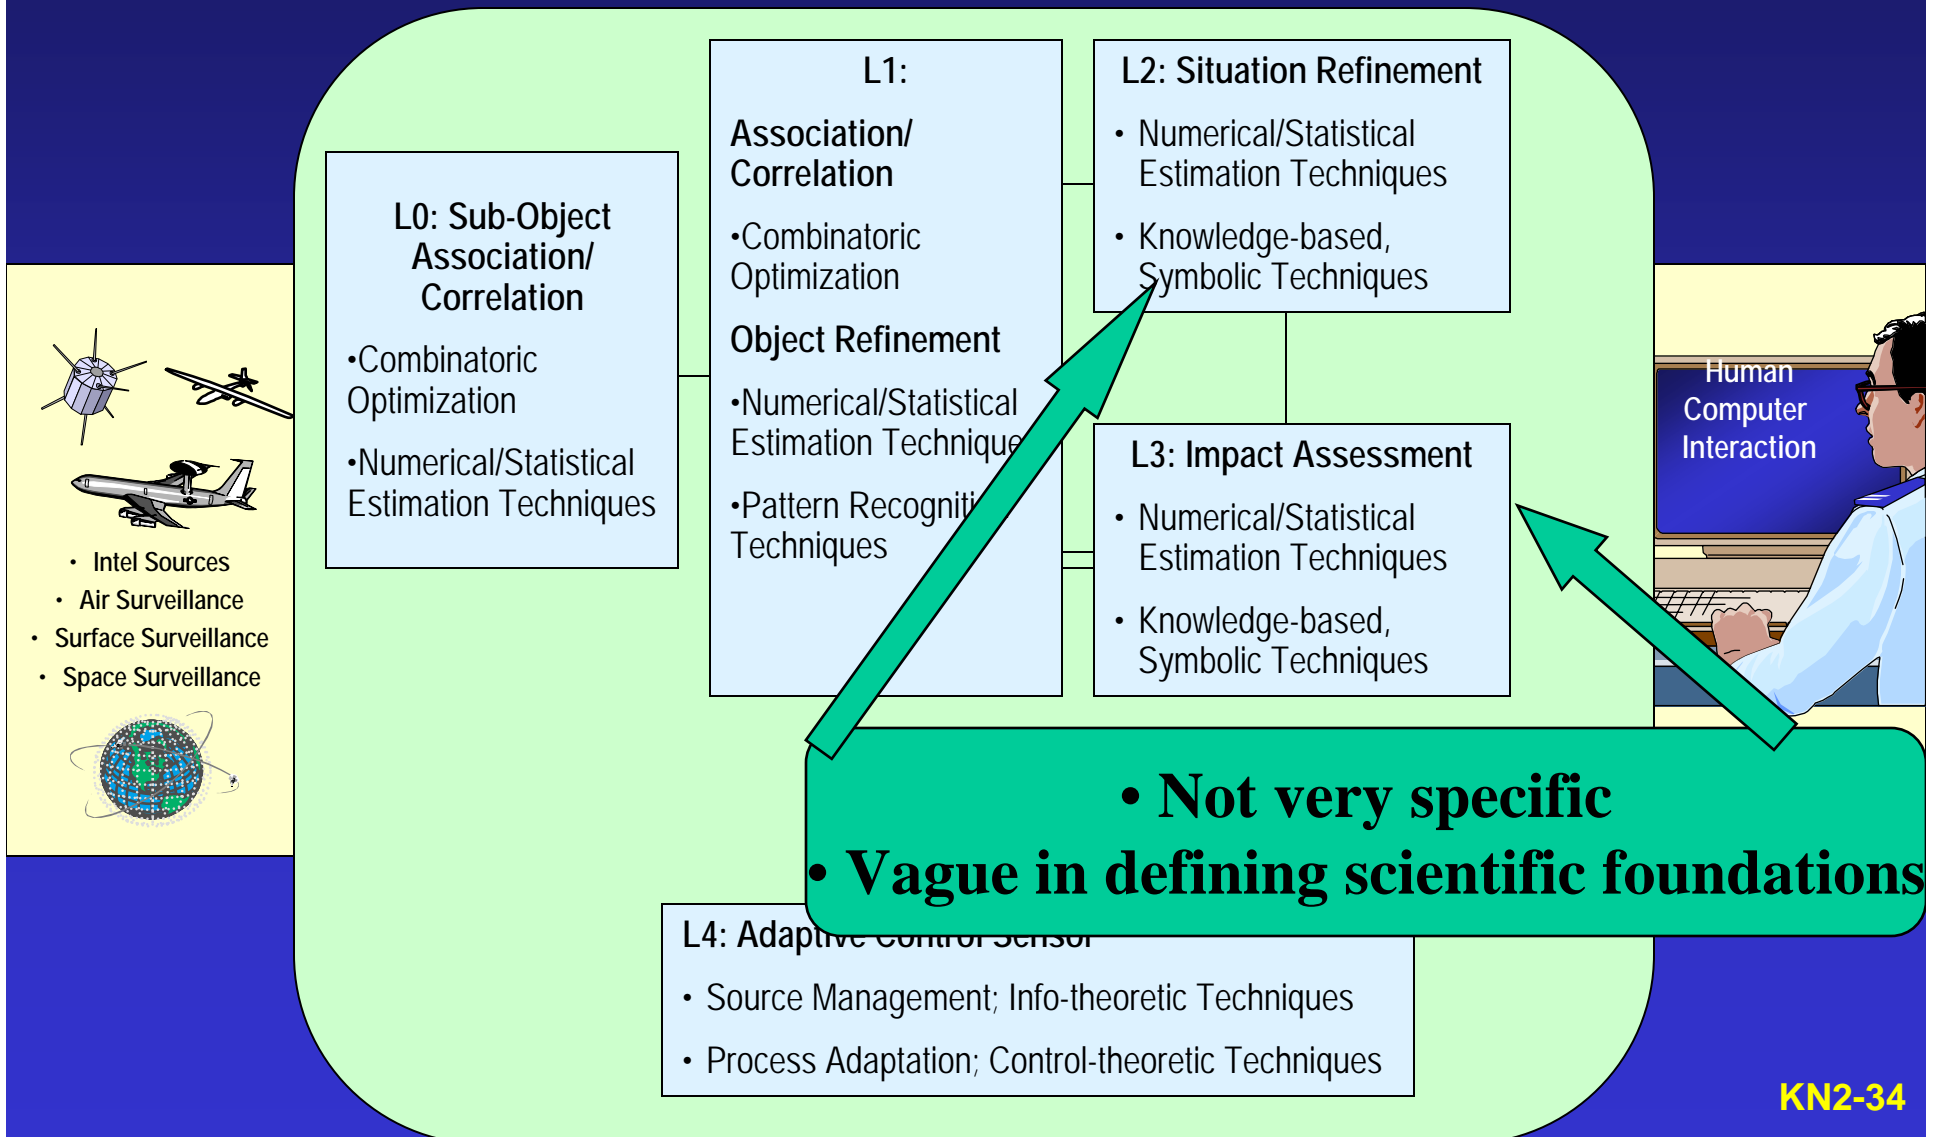 L0: Sub-Object
Association/
Correlation
•Combinatoric
Optimization
•Numerical/Statistical
Estimation Techniques
L1:
Association/
Correlation
•Combinatoric
Optimization
Object Refinement
•Numerical/Statistical
Estimation Technique
•Pattern Recogniti
Techniques
L2: Situation Refinement
• Numerical/Statistical
Estimation Techniques
• Knowledge-based,
Symbolic Techniques
L3: Impact Assessment
• Numerical/Statistical
Estimation Techniques
• Knowledge-based,
Symbolic Techniques
• Intel Sources
• Air Surveillance
• Surface Surveillance
• Space Surveillance
Human
Computer
Interaction
• Not very specific
• Vague in defining scientific foundations
L4: Adaptive Control Sensor
• Source Management; Info-theoretic Techniques
• Process Adaptation; Control-theoretic Techniques
KN2-34